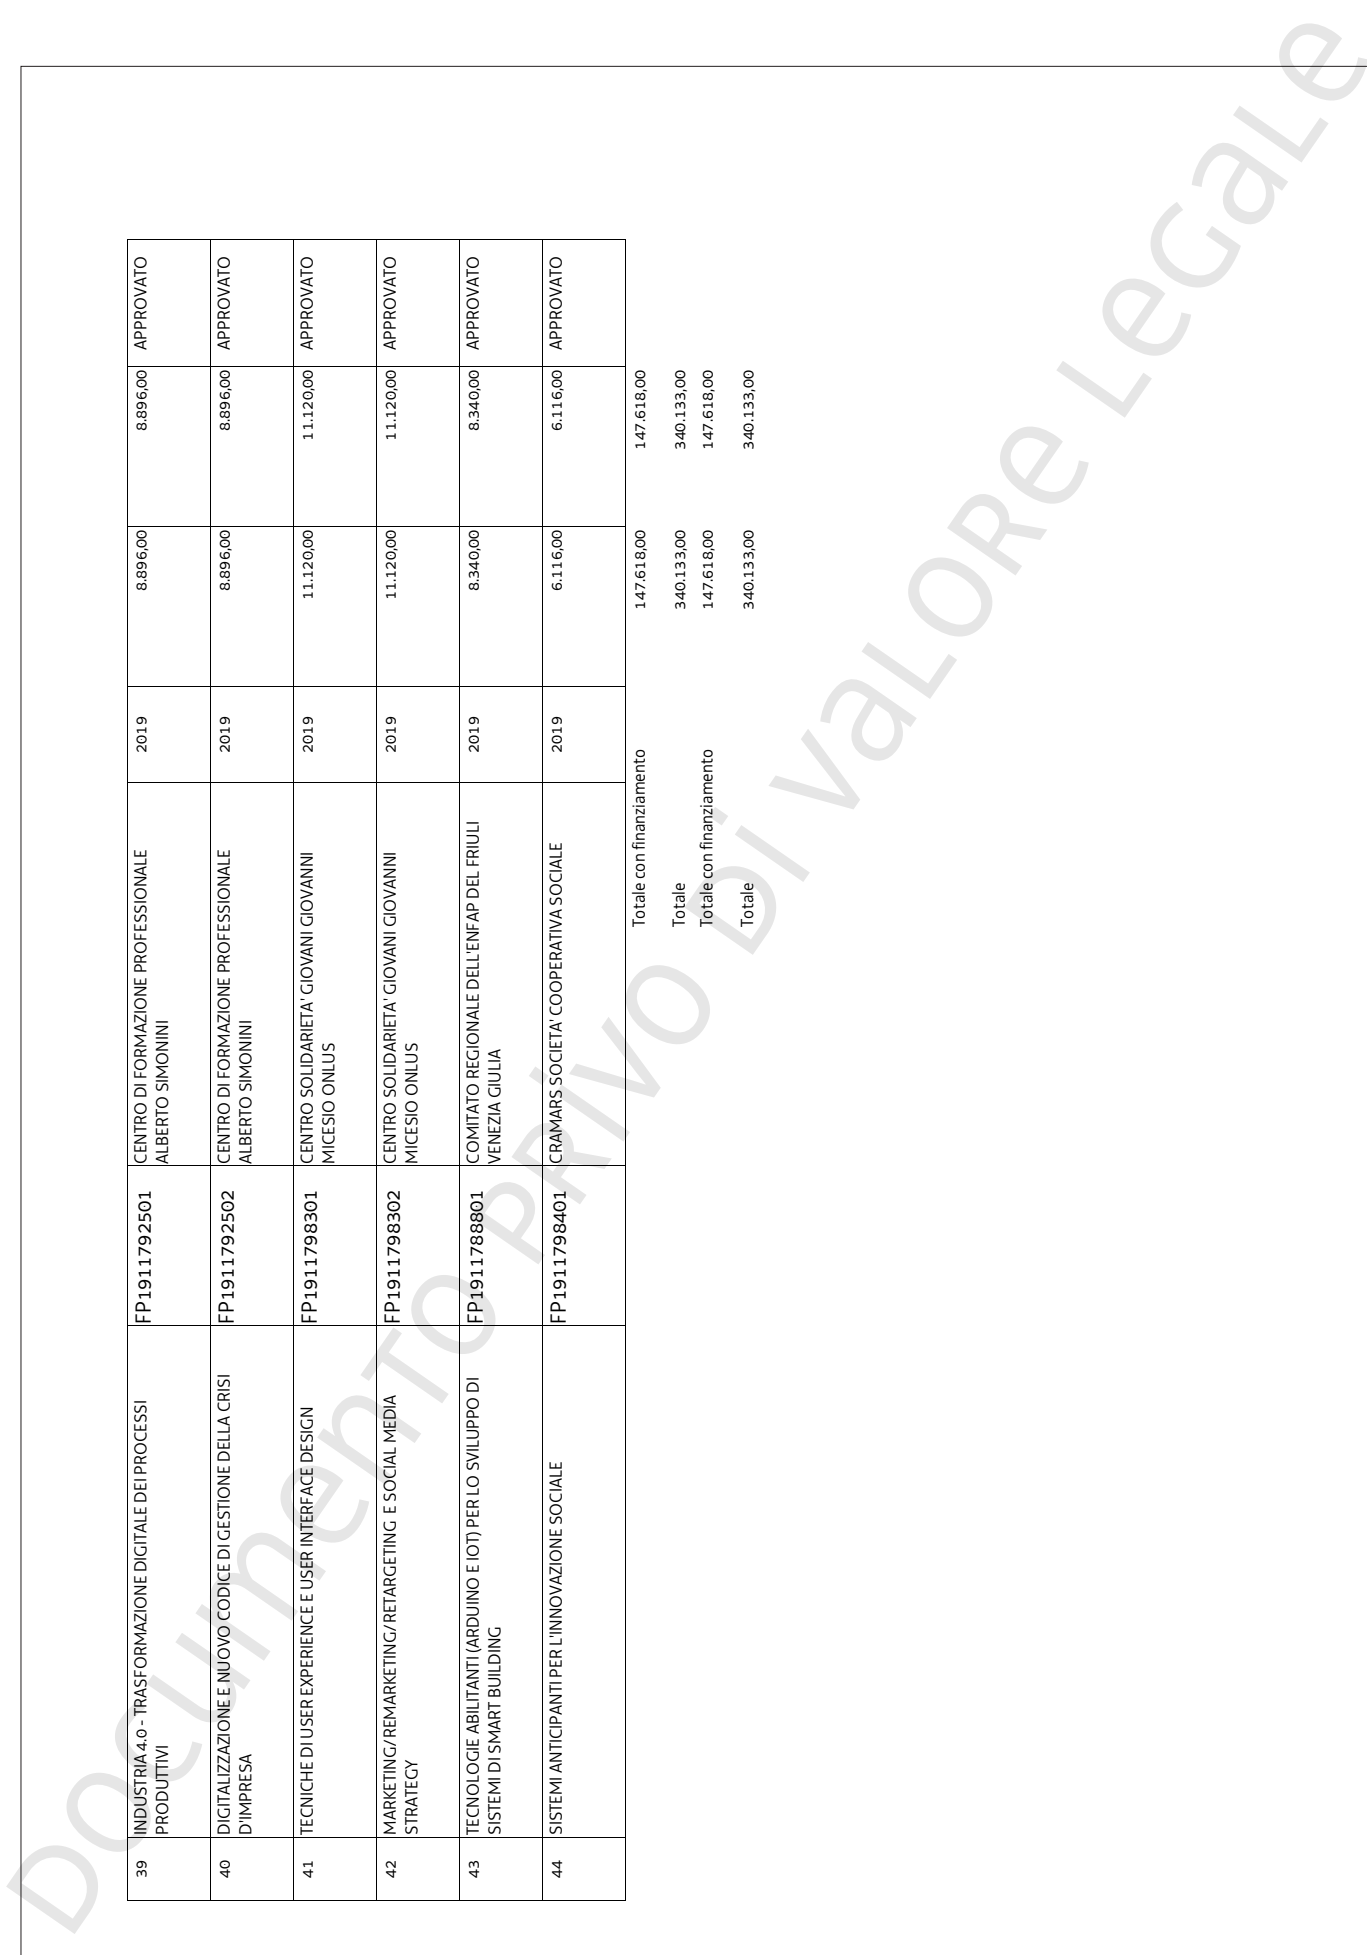 39 INDUSTRIA 4.0 - TRASFORMAZIONE DIGITALE DEI PROCESSI FP1911792501 CENTRO DI FORMAZIONE PROFESSIONALE 2019 8.896,00 8.896,00 APPROVATO
PRODUTTIVI ALBERTO SIMONINI
40 DIGITALIZZAZIONE E NUOVO CODICE DI GESTIONE DELLA CRISI FP1911792502 CENTRO DI FORMAZIONE PROFESSIONALE 2019 8.896,00 8.896,00 APPROVATO
D'IMPRESA ALBERTO SIMONINI
41 TECNICHE DI USER EXPERIENCE E USER INTERFACE DESIGN FP1911798301 CENTRO SOLIDARIETA' GIOVANI GIOVANNI 2019 11.120,00 11.120,00 APPROVATO
MICESIO ONLUS
42 MARKETING/REMARKETING/RETARGETING E SOCIAL MEDIA FP1911798302 CENTRO SOLIDARIETA' GIOVANI GIOVANNI 2019 11.120,00 11.120,00 APPROVATO
STRATEGY MICESIO ONLUS
43 TECNOLOGIE ABILITANTI (ARDUINO E IOT) PER LO SVILUPPO DI FP1911788801 COMITATO REGIONALE DELL'ENFAP DEL FRIULI 2019 8.340,00 8.340,00 APPROVATO
SISTEMI DI SMART BUILDING VENEZIA GIULIA
44 SISTEMI ANTICIPANTI PER L'INNOVAZIONE SOCIALE FP1911798401 CRAMARS SOCIETA' COOPERATIVA SOCIALE 2019 6.116,00 6.116,00 APPROVATO
Totale con finanziamento 147.618,00 147.618,00
Totale 340.133,00 340.133,00
Totale con finanziamento 147.618,00 147.618,00
Totale 340.133,00 340.133,00
Documento privo di valore legale